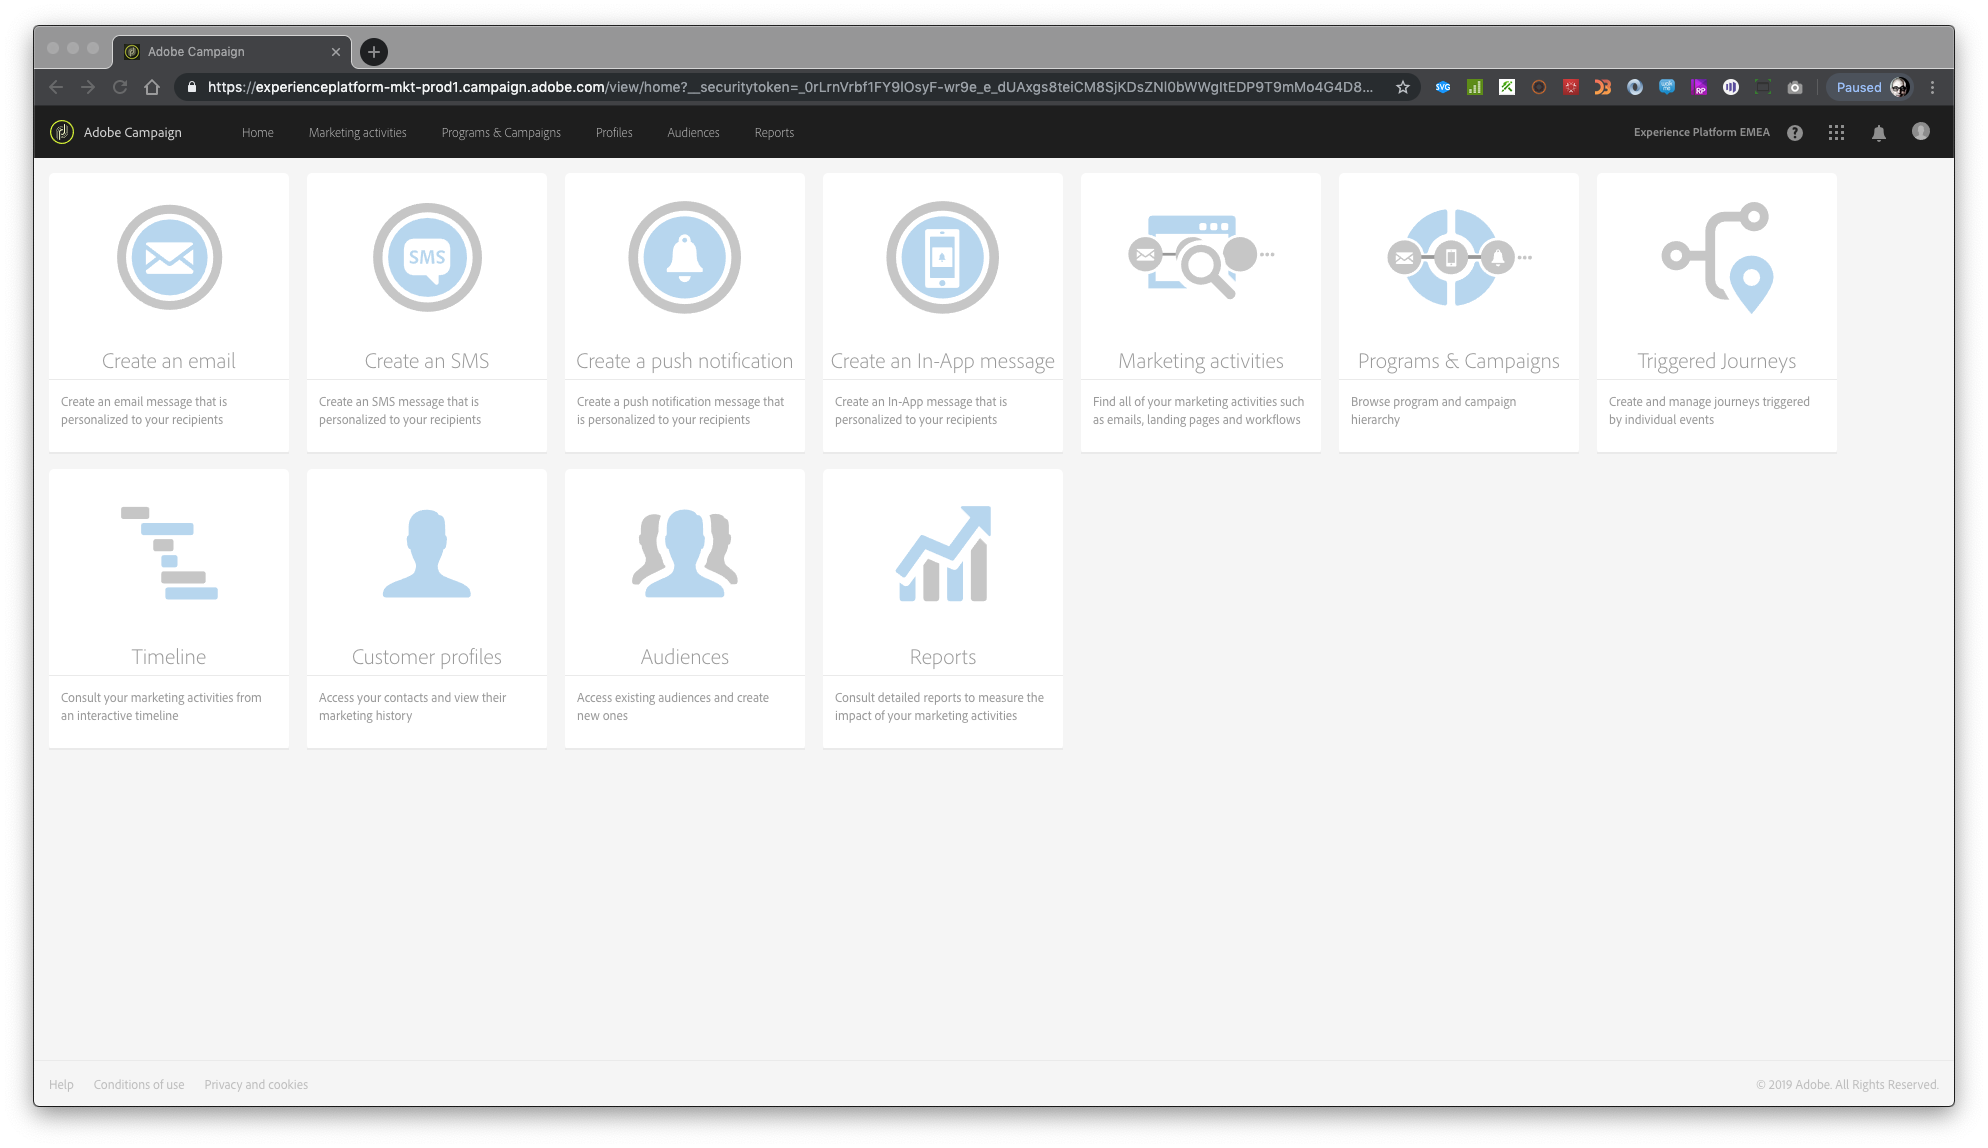 Adobe Campaign
https://experienceplatform-mkt-prod1.campaign.adobe.com/view/home?__securitytoken=_0rLrnVrbf1FY9lOsyF-wr9e_e_dUAxgs8teiCM8SjKDsZNl0bWWgItEDP9T9mMo4G4D8...
SVG
RP
Paused
Adobe Campaign
Home
Marketing activities
Programs & Campaigns
Profiles
Audiences
Reports
Experience Platform EMEA
SMS
Create an email
Create an email message that is
personalized to your recipients
Create an SMS
Create an SMS message that is
personalized to your recipients
Create a push notification
Create a push notification message that
is personalized to your recipients
Create an In-App message
Create an In-App message that is
personalized to your recipients
Marketing activities
Find all of your marketing activities such
as emails, landing pages and workflows
Programs & Campaigns
Browse program and campaign
hierarchy
Triggered Journeys
Create and manage journeys triggered
by individual events
Timeline
Consult your marketing activities from
an interactive timeline
Customer profiles
Access your contacts and view their
marketing history
Audiences
Access existing audiences and create
new ones
Reports
Consult detailed reports to measure the
impact of your marketing activities
Help
Conditions of use
Privacy and cookies
© 2019 Adobe. All Rights Reserved.